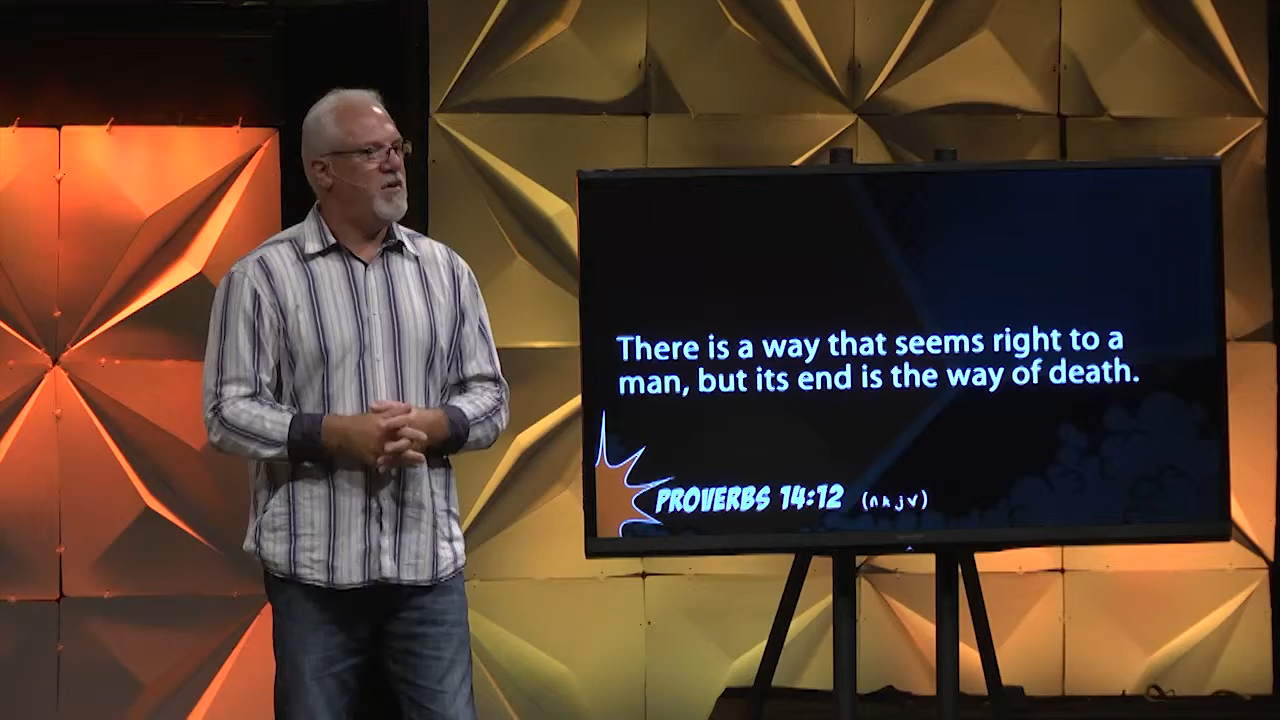 There is a way that seems right to a
man, but its end is the way of death.
PROVERBS 14:12 (nkjv)